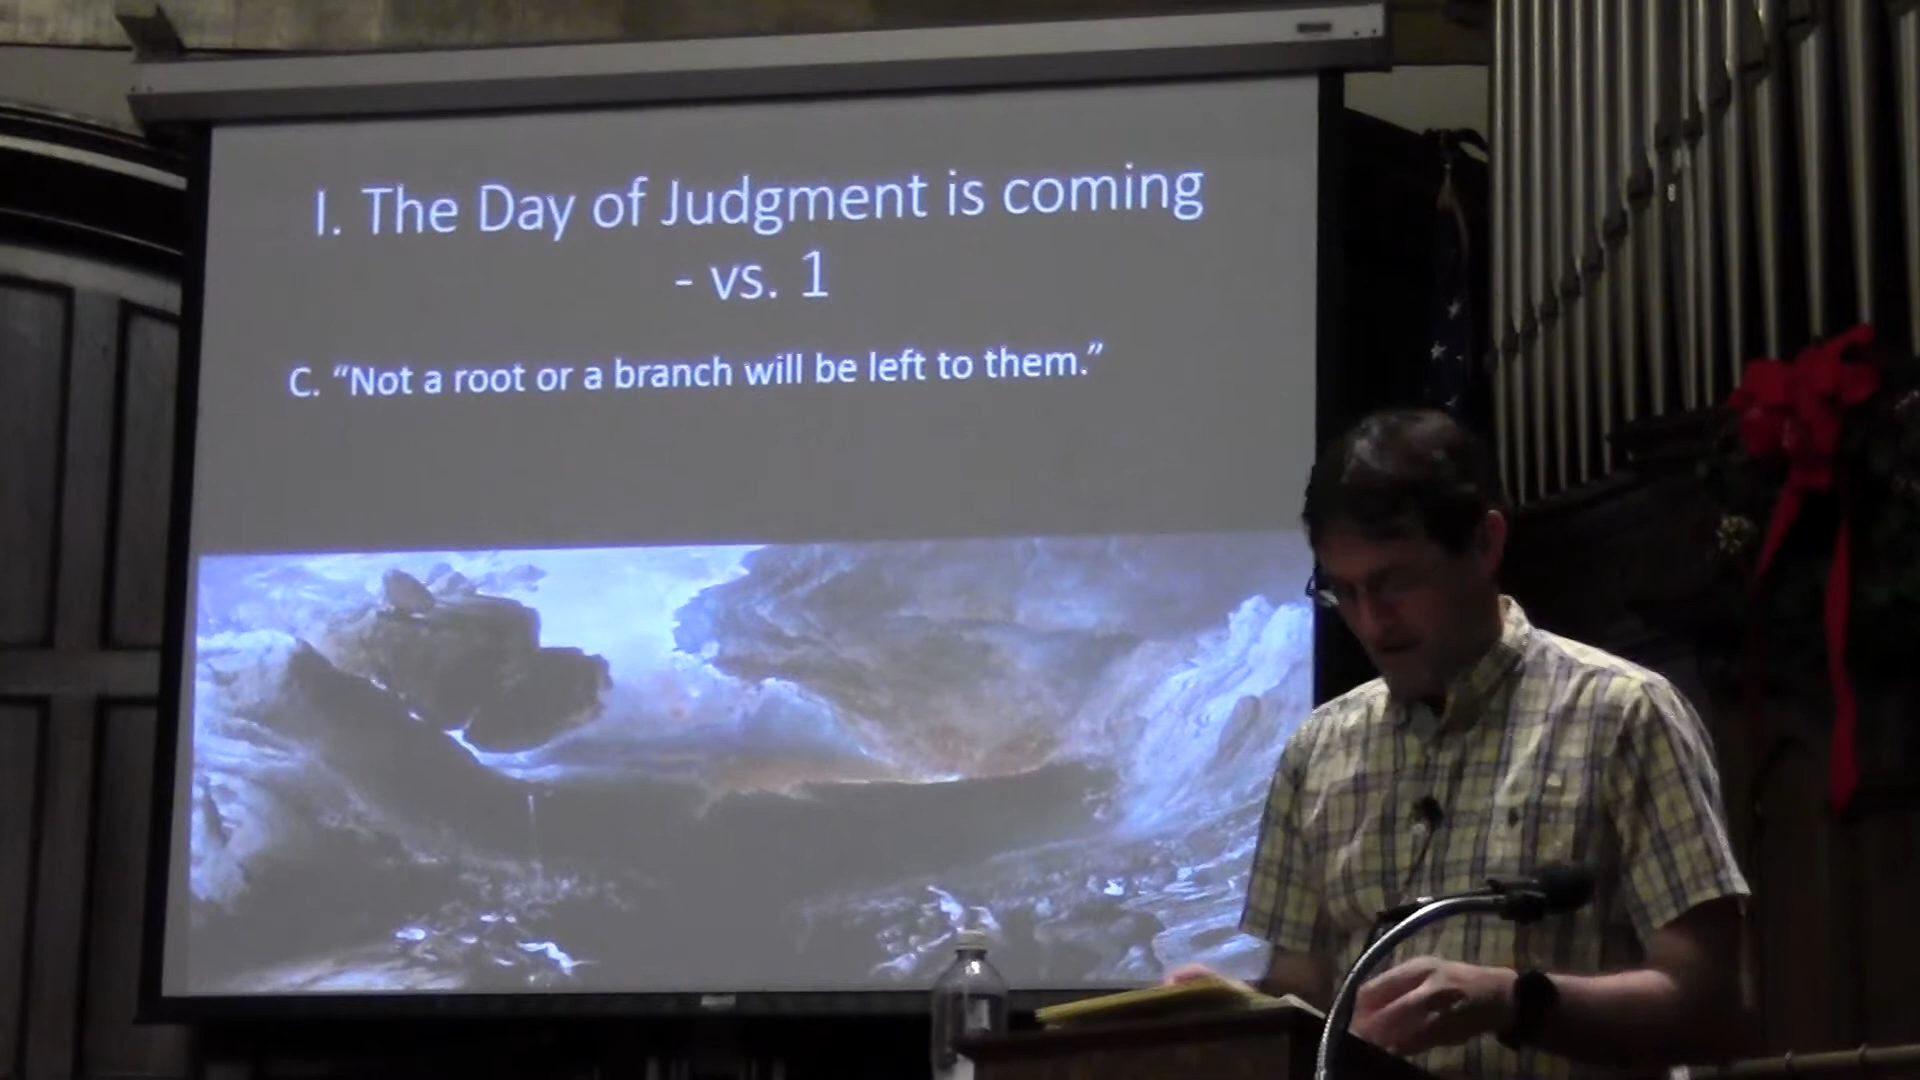 I. The Day of Judgment is coming
- vs. 1
C. “Not a root or a branch will be left to them.”